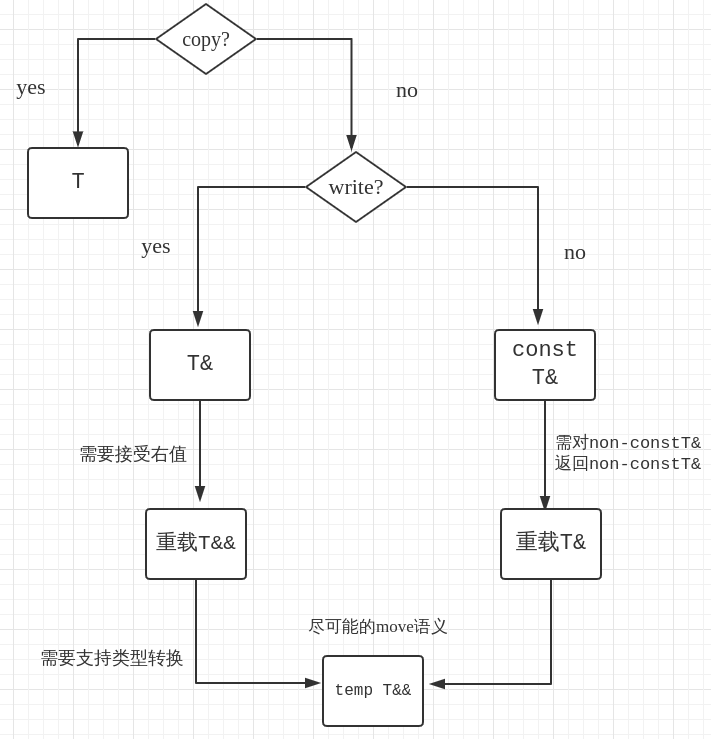 copy?
yes
no
T
write?
yes
no
T&
const
T&
需要接受右值
需对non-constT&
返回non-constT&
重载T&&
重载T&
尽可能的move语义
需要支持类型转换
temp T&&